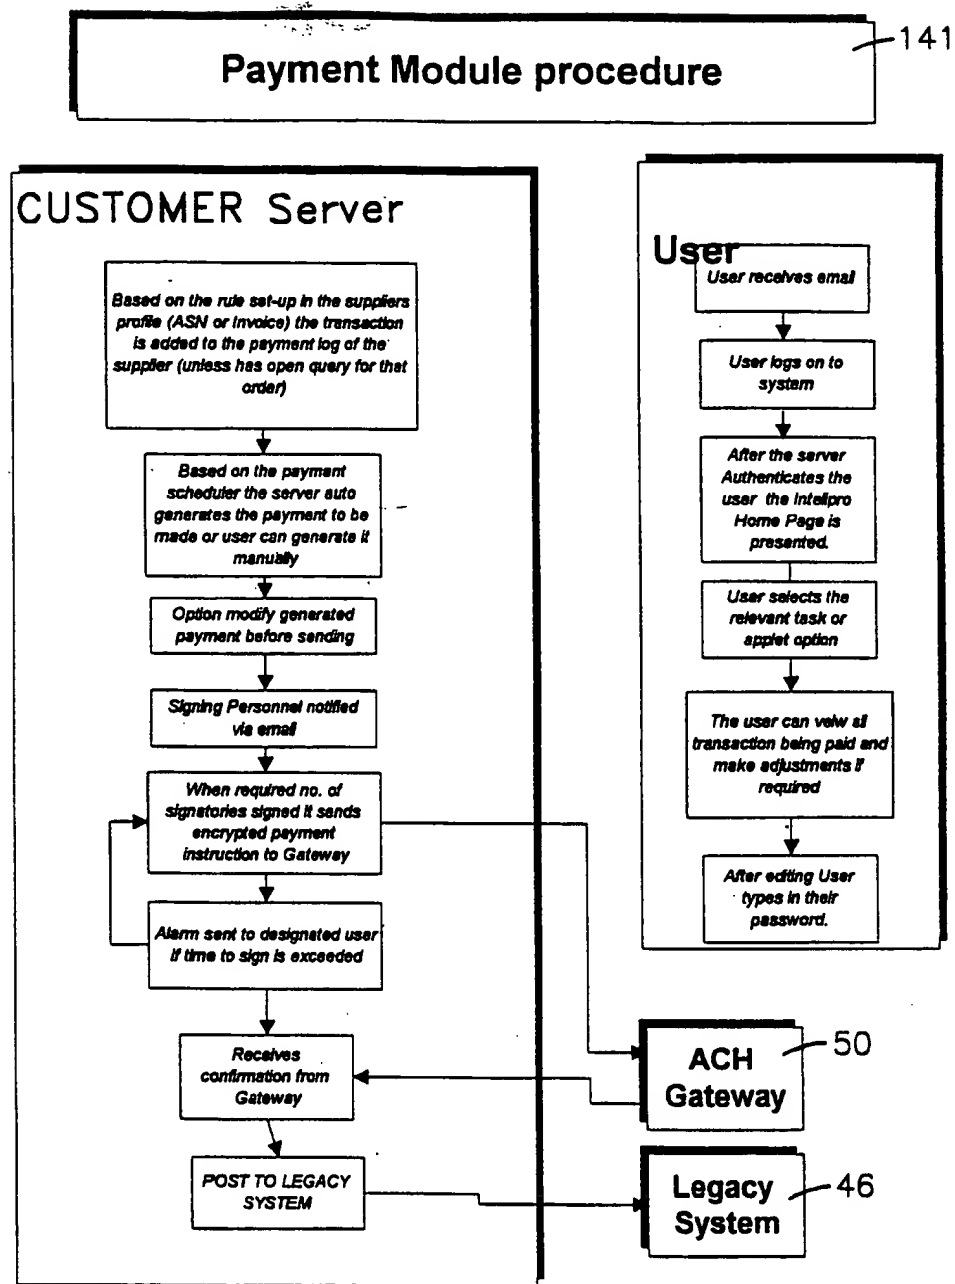 Payment Module procedure
141
CUSTOMER Server
Based on the rule set-up in the suppliers
profile (ASN or Invoice) the transaction
is added to the payment log of the
supplier (unless has open query for that
order)
Based on the payment
scheduler the server auto
generates the payment to be
made or user can generate it
manually
Option modify generated
payment before sending
Signing Personnel notified
via email
When required no. of
signatories signed it sends
encrypted payment
instruction to Gateway
Alarm sent to designated user
if time to sign is exceeded
Receives
confirmation from
Gateway
POST TO LEGACY
SYSTEM
User
User receives email
User logs on to
system
After the server
Authenticates the
user the Intelipro
Home Page is
presented.
User selects the
relevant task or
applet option
The user can veiw all
transaction being paid and
make adjustments if
required
After editing User
types in their
password.
ACH
Gateway
50
Legacy
System
46